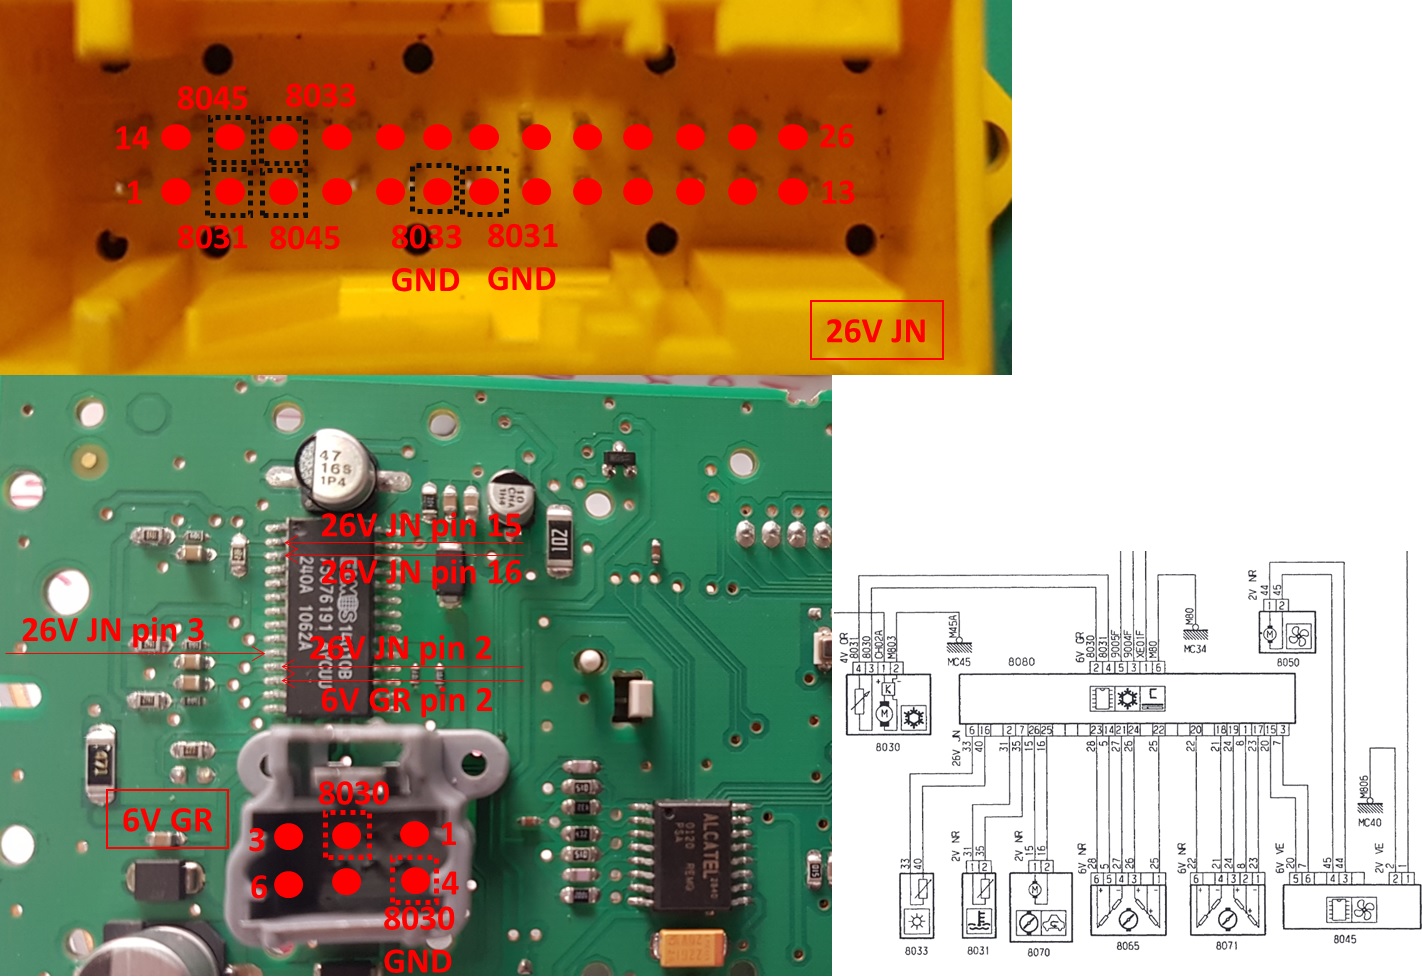 8045 8033
14 26
1 13
8031 8045 8033 8031
GND GND
26V JN
47
16S
1P4
26V JN pin 15
26V JN pin 16
26V JN pin 3
26V JN pin 2
6V GR pin 2
240A 1062A
6V GR
8030
3 1
6 4
8030
GND
ALCATEL
0120
PSA
4V OR
8031
8030
CH02A
M803
4 3 1 2
M45A
MC45
8030
8080
6V GR
8030
8031
9005F
9004F
XE01F
M80
2 4 5 3 1 6
M80
MC34
2V NR
44
45
1 2
M
8050
26V JN
6 16 2 7 26 25 23 14 21 24 22 20 18 19 1 17 15 3
33
40
31
35
15
16
28
5
27
26
25
22
21
24
8
23
20
7
33
40
8033
2V NR
31
35
1 2
8031
2V NR
15
16
1 2
M
8070
6V NR
28
5
27
26
25
6 5 4 3 1
8065
6V NR
22
21
24
8
23
6 4 3 2 1
8071
6V VE
20
7
45
44
6 5 4 3
M806
MC40
2V VE
2
1
2 1
8045